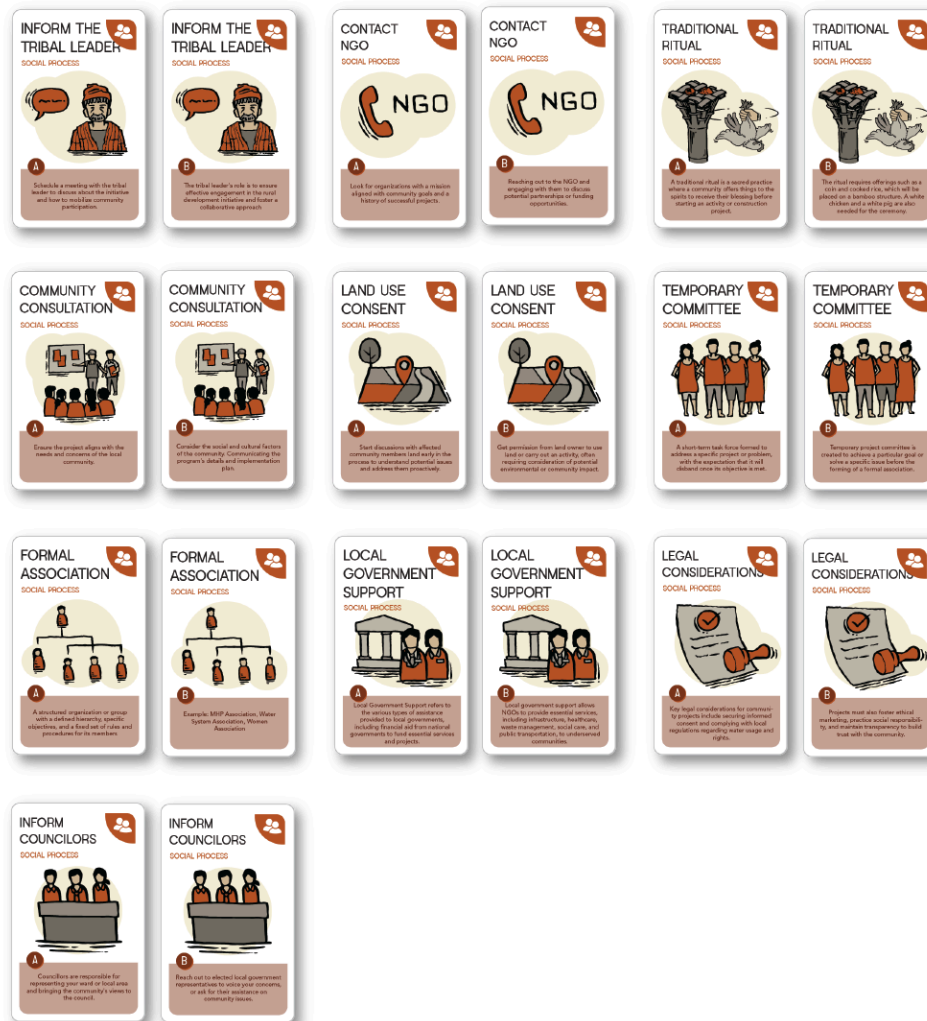 INFORM THE
TRIBAL LEADER
SOCIAL PROCESS
A
Schedule a meeting with the tribal
leader to discuss about the initiative
and how to mobilize community
participation.
INFORM THE
TRIBAL LEADER
SOCIAL PROCESS
B
The tribal leader's role is to ensure
effective engagement in the rural
development initiative and foster a
collaborative approach
CONTACT
NGO
SOCIAL PROCESS
NGO
A
Look for organizations with a mission
aligned with community goals and a
history of successful projects.
CONTACT
NGO
SOCIAL PROCESS
NGO
B
Reaching out to the NGO and
engaging with them to discuss
potential partnerships or funding
opportunities.
TRADITIONAL
RITUAL
SOCIAL PROCESS
A
A traditional ritual is a sacred practice
where a community offers things to the
spirits to receive their blessing before
starting an activity or construction
project.
TRADITIONAL
RITUAL
SOCIAL PROCESS
B
The ritual requires offerings such as a
coin and cooked rice, which will be
placed on a bamboo structure. A white
chicken and a white pig are also
needed for the ceremony.
COMMUNITY
CONSULTATION
SOCIAL PROCESS
A
Ensure the project aligns with the
needs and concerns of the local
community.
COMMUNITY
CONSULTATION
SOCIAL PROCESS
B
Consider the social and cultural factors
of the community. Communicating the
program's details and implementation
plan.
LAND USE
CONSENT
SOCIAL PROCESS
A
Start discussions with affected
community members land early in the
process to understand potential issues
and address them proactively.
LAND USE
CONSENT
SOCIAL PROCESS
B
Get permission from land owner to use
land or carry out an activity, often
requiring consideration of potential
environmental or community impact.
TEMPORARY
COMMITTEE
SOCIAL PROCESS
A
A short-term task force formed to
address a specific project or problem,
with the expectation that it will
disband once its objective is met.
TEMPORARY
COMMITTEE
SOCIAL PROCESS
B
Temporary project committee is
created to achieve a particular goal or
solve a specific issue before the
forming of a formal association.
FORMAL
ASSOCIATION
SOCIAL PROCESS
A
A structured organization or group
with a defined hierarchy, specific
objectives, and a fixed set of rules and
procedures for its members
FORMAL
ASSOCIATION
SOCIAL PROCESS
B
Example: MHP Association, Water
System Association, Women
Association
LOCAL
GOVERNMENT
SUPPORT
SOCIAL PROCESS
A
Local Government Support refers to
the various types of assistance
provided to local governments,
including financial aid from national
governments to fund essential services
and projects.
LOCAL
GOVERNMENT
SUPPORT
SOCIAL PROCESS
B
Local government support allows
NGOs to provide essential services,
including infrastructure, healthcare,
waste management, social care, and
public transportation, to underserved
communities.
LEGAL
CONSIDERATIONS
SOCIAL PROCESS
A
Key legal considerations for communi-
ty projects include securing informed
consent and complying with local
regulations regarding water usage and
rights.
LEGAL
CONSIDERATIONS
SOCIAL PROCESS
B
Projects must also foster ethical
marketing, practice social responsibili-
ty, and maintain transparency to build
trust with the community.
INFORM
COUNCILORS
SOCIAL PROCESS
A
Councillors are responsible for
representing your ward or local area
and bringing the community's views to
the council.
INFORM
COUNCILORS
SOCIAL PROCESS
B
Reach out to elected local government
representatives to voice your concerns,
or ask for their assistance on
community issues.